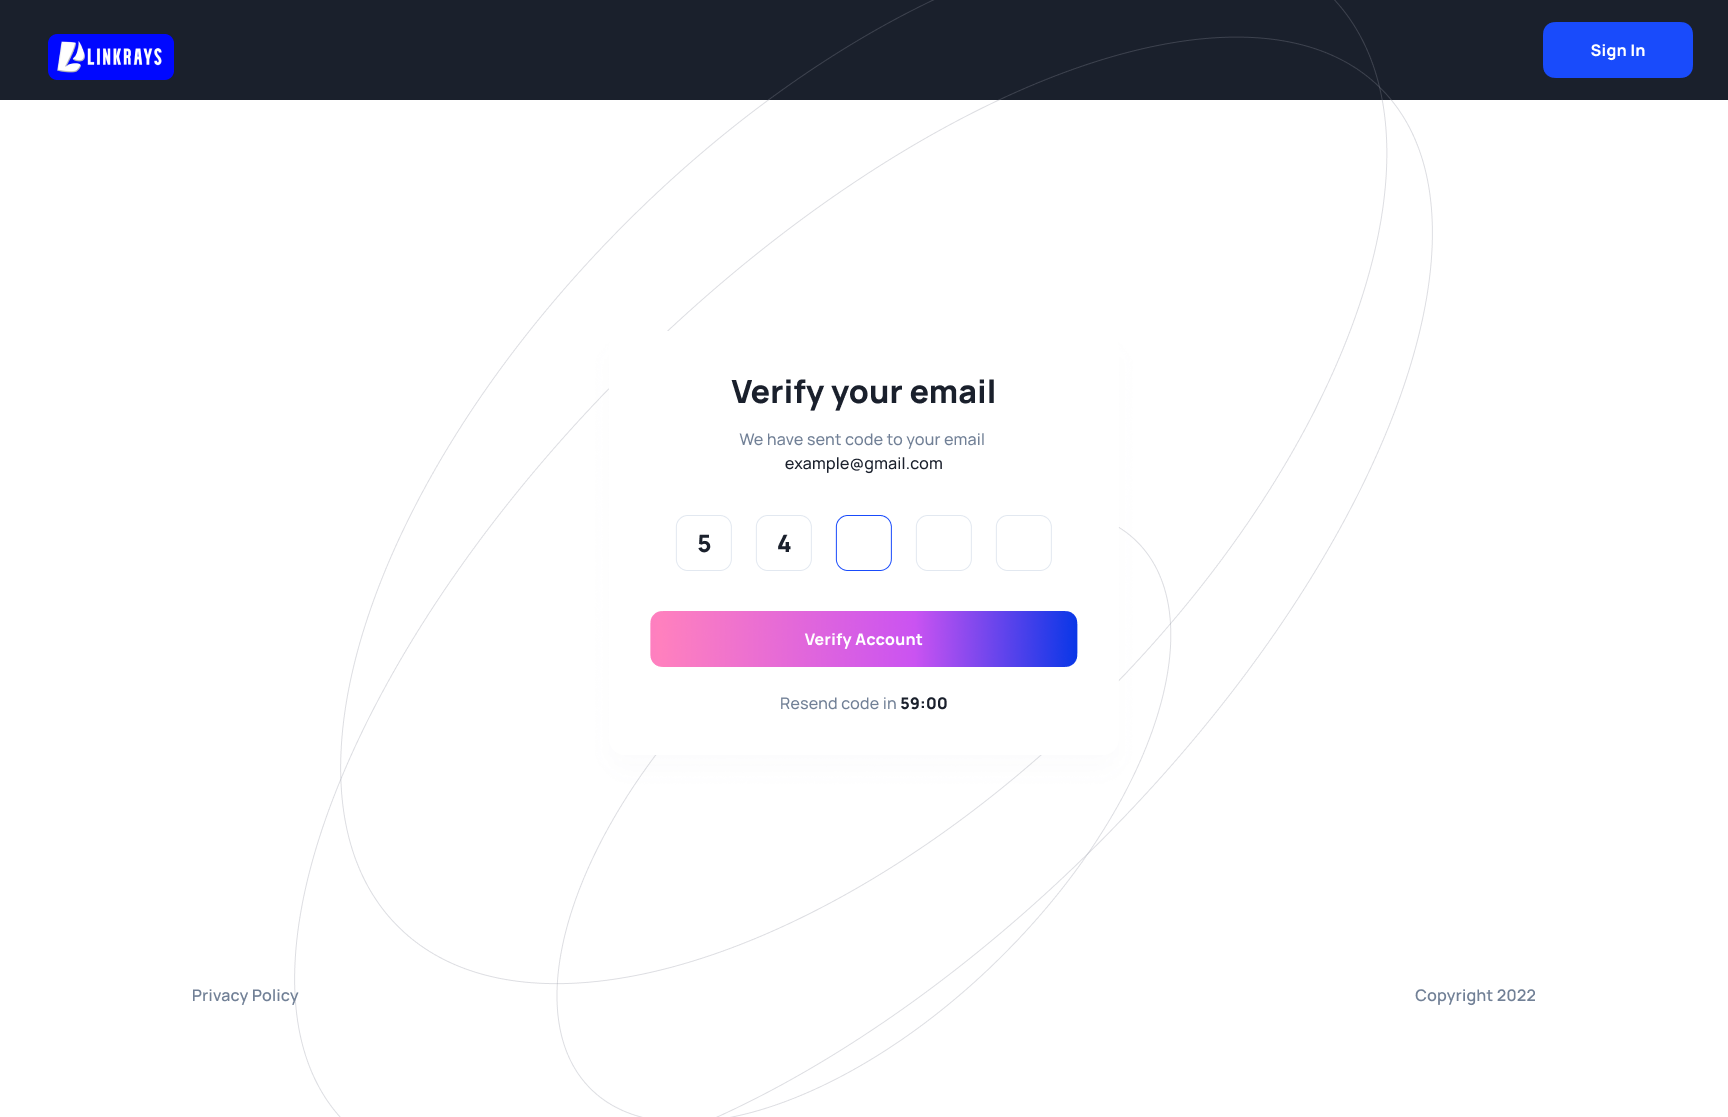 LINKRAYS
Sign In
Verify your email
We have sent code to your email
example@gmail.com
5 4
Verify Account
Resend code in 59:00
Privacy Policy
Copyright 2022